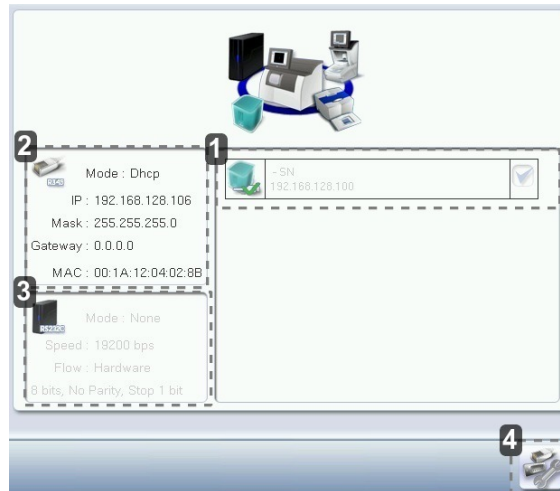 1
- SN
192.168.128.100
2
RJ45
Mode : Dhcp
IP : 192.168.128.106
Mask : 255.255.255.0
Gateway : 0.0.0.0
MAC : 00:1A:12:04:02:8B
3
RS232C
Mode : None
Speed : 19200 bps
Flow : Hardware
8 bits, No Parity, Stop 1 bit
4